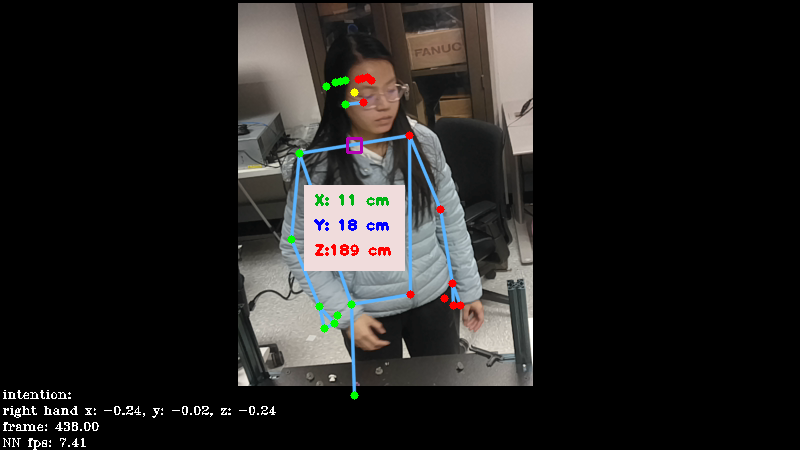 FANUC
X: 11 cm
Y: 18 cm
Z:189 cm
intention:
right hand x: -0.24, y: -0.02, z: -0.24
frame: 438.00
NN fps: 7.41